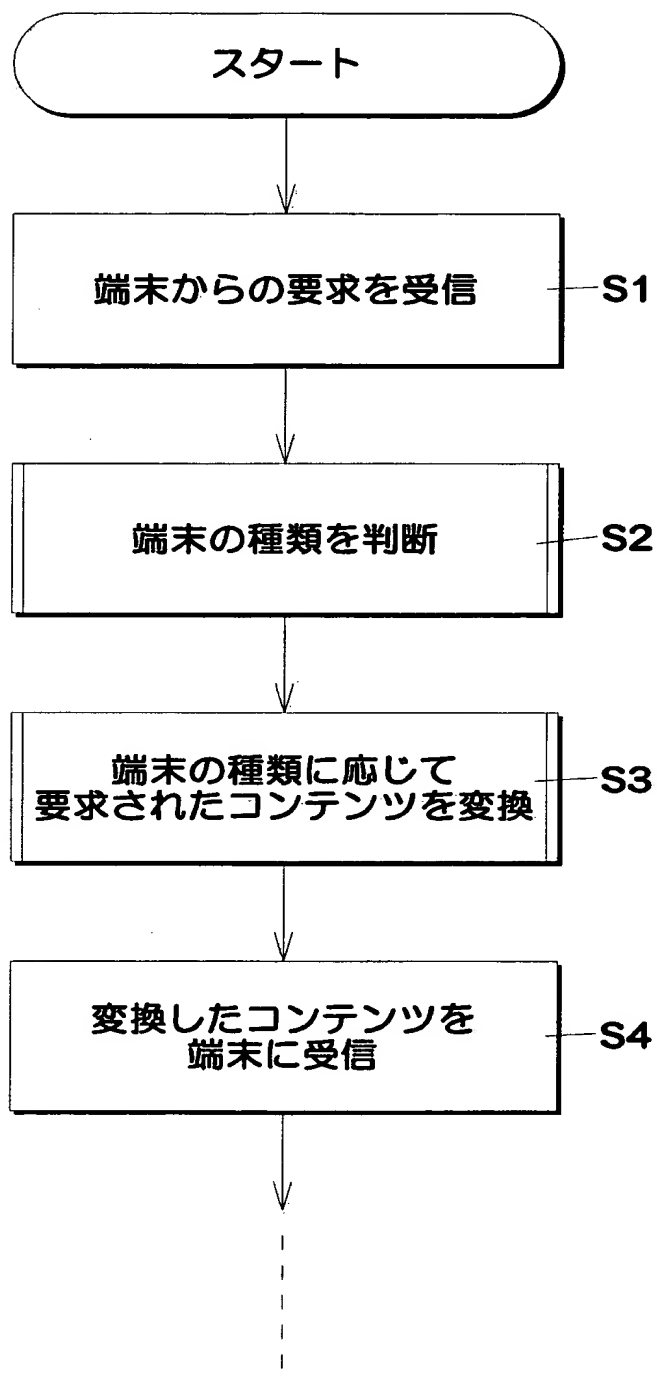 スタート
端末からの要求を受信
S1
端末の種類を判断
S2
端末の種類に応じて
要求されたコンテンツを変換
S3
変換したコンテンツを
端末に受信
S4